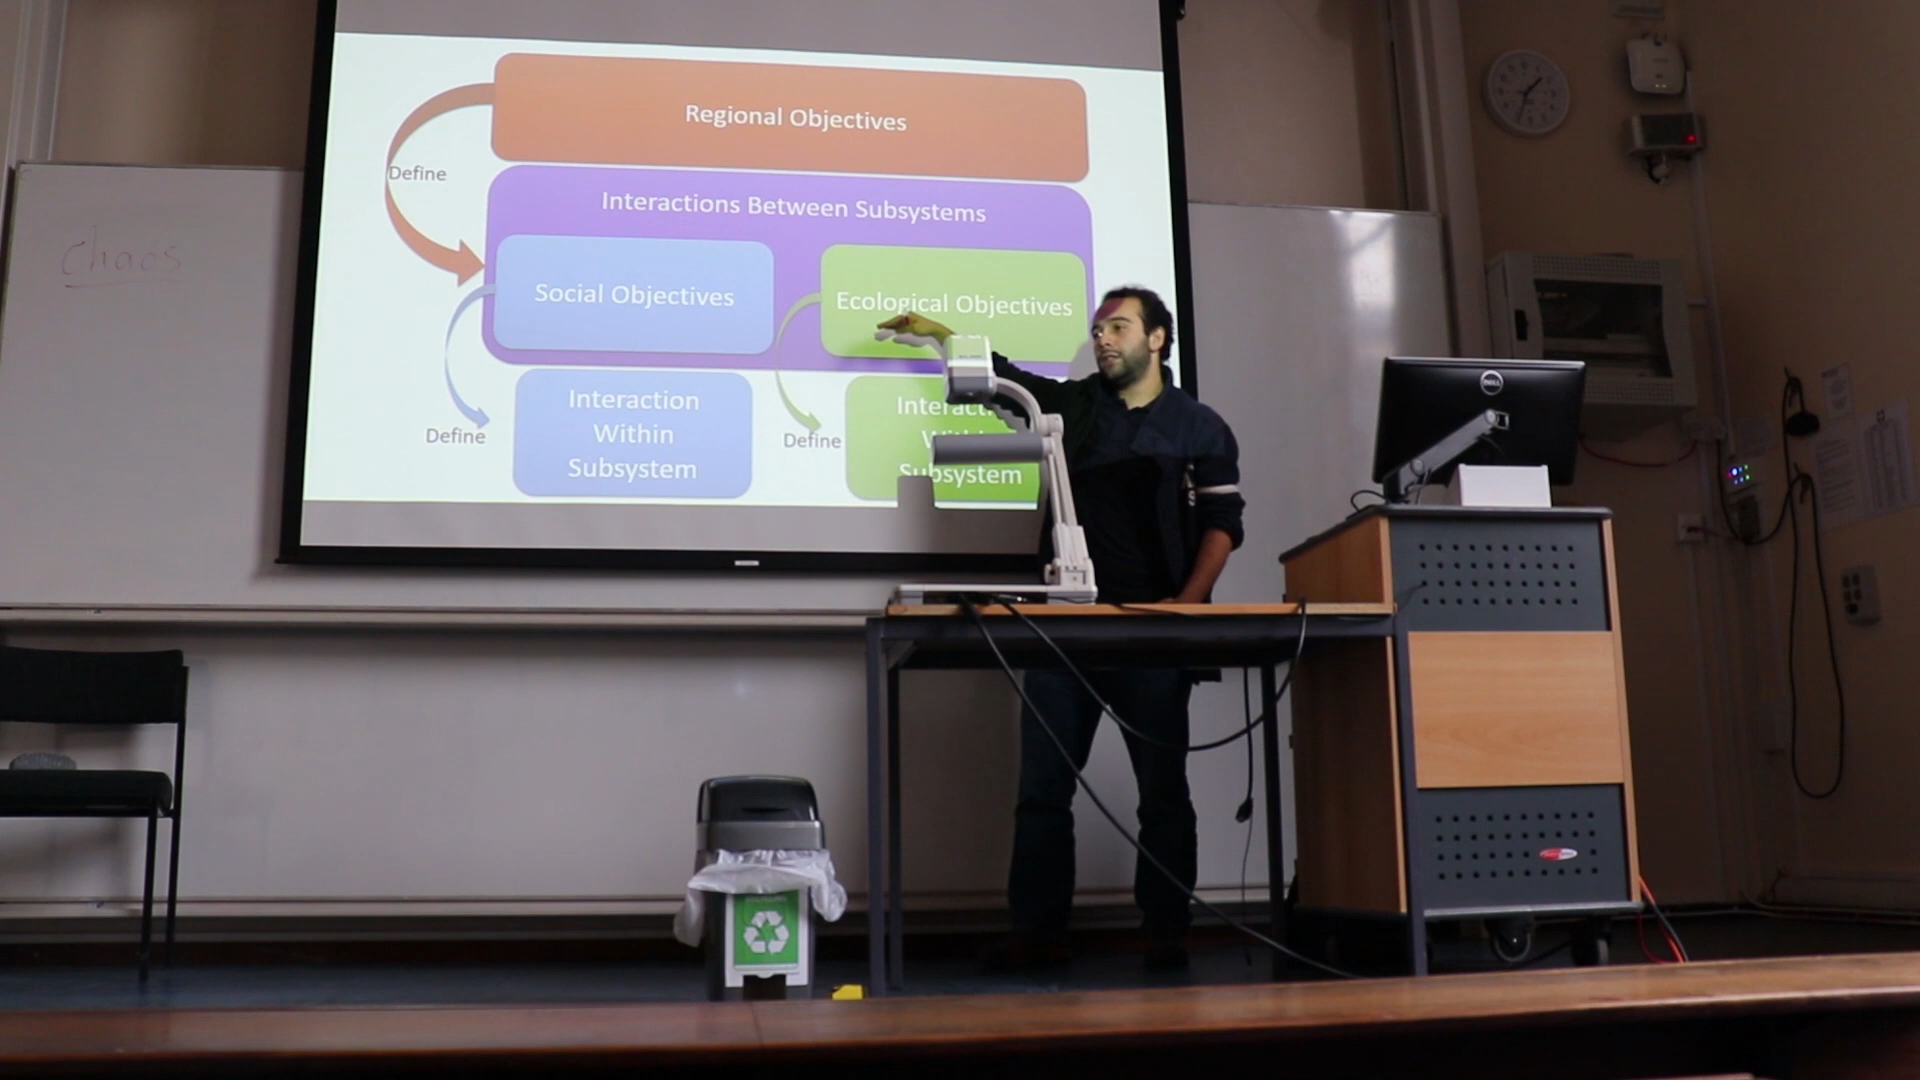 Regional Objectives
Define
Interactions Between Subsystems
chaos
Social Objectives
Ecological Objectives
Interaction
Within
Subsystem
Define
Define
Subsystem
DELL